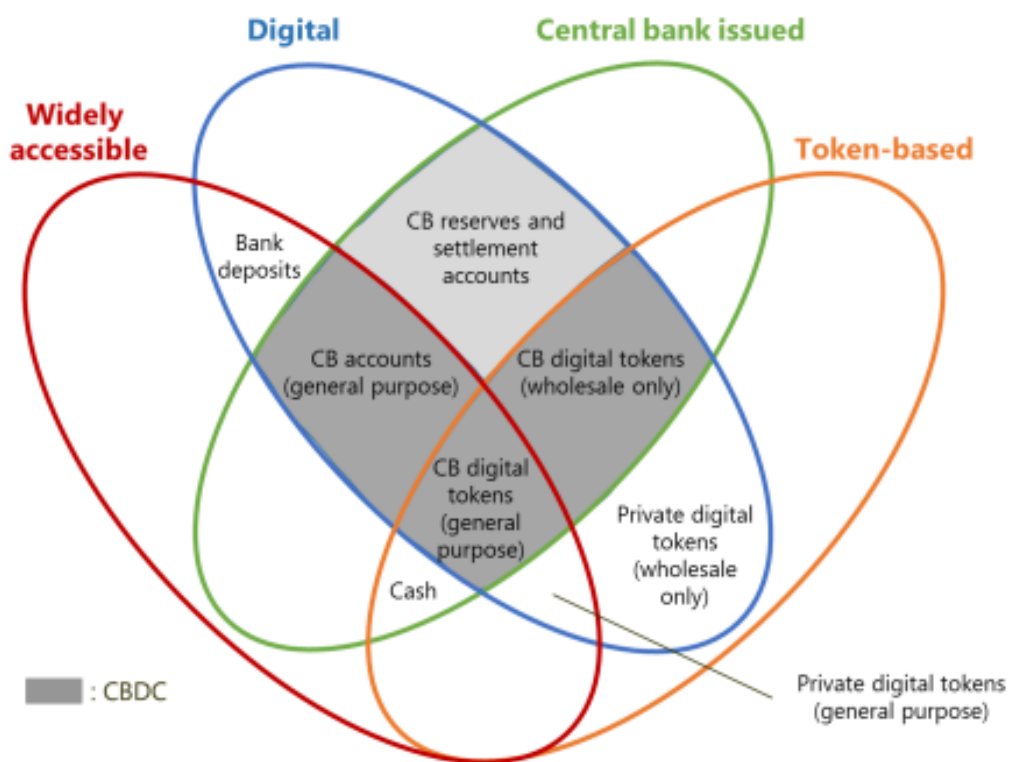 Digital
Central bank issued
Widely
accessible
Token-based
Bank
deposits
CB reserves and
settlement
accounts
CB accounts
(general purpose)
CB digital tokens
(wholesale only)
CB digital
tokens
(general
purpose)
Private digital
tokens
(wholesale
only)
Cash
: CBDC
Private digital tokens
(general purpose)